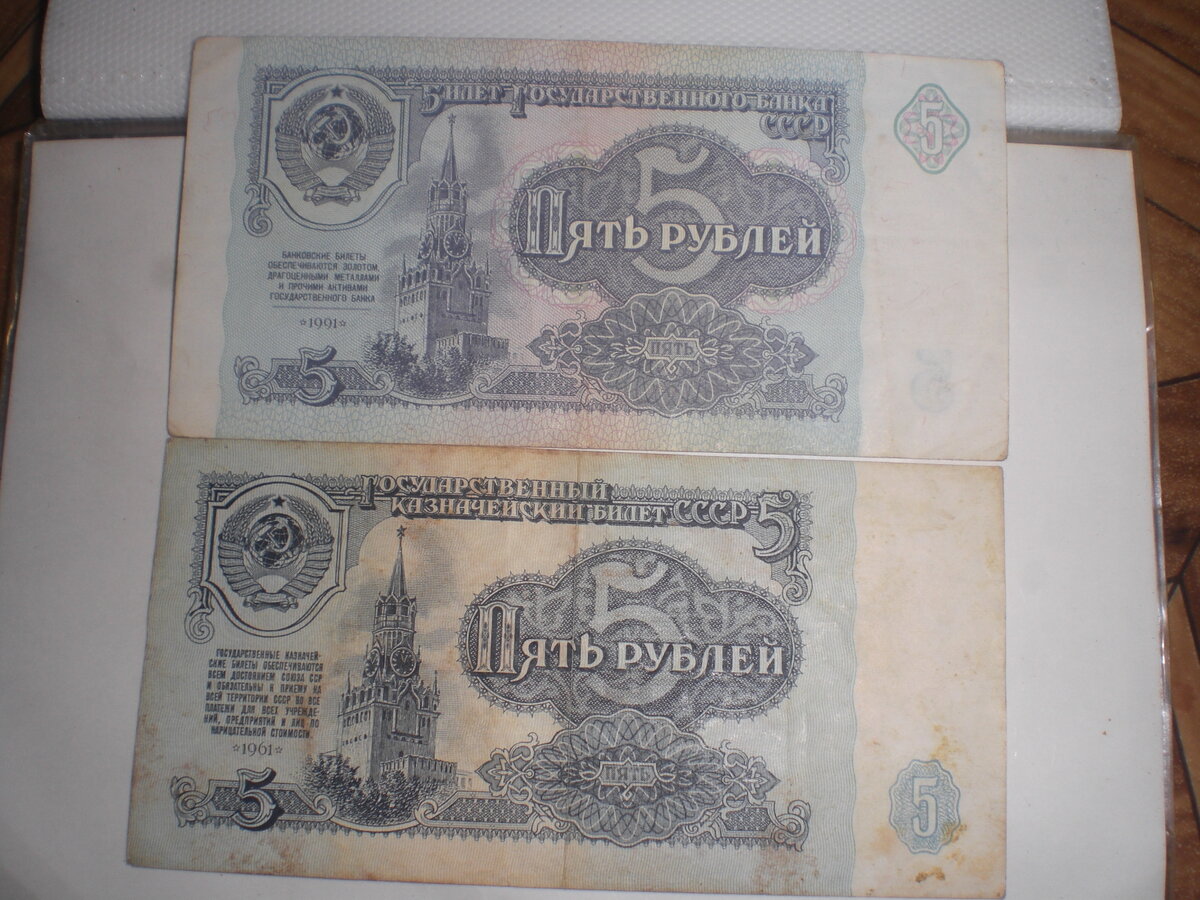 Билет Государственного банка
СССР
5
5
Пять рублей
БАНКОВСКИЕ БИЛЕТЫ
ОБЕСПЕЧИВАЮТСЯ ЗОЛОТОМ,
ДРАГОЦЕННЫМИ МЕТАЛЛАМИ
И ПРОЧИМИ АКТИВАМИ
ГОСУДАРСТВЕННОГО БАНКА
☆1991☆
ПЯТЬ
5
Государственный
казначейский билет СССР
5
5
Пять рублей
ГОСУДАРСТВЕННЫЕ КАЗНАЧЕЙ-
СКИЕ БИЛЕТЫ ОБЕСПЕЧИВАЮТСЯ
ВСЕМ ДОСТОЯНИЕМ СОЮЗА ССР
И ОБЯЗАТЕЛЬНЫ К ПРИЕМУ НА
ВСЕЙ ТЕРРИТОРИИ СССР ВО ВСЕ
ПЛАТЕЖИ ДЛЯ ВСЕХ УЧРЕЖДЕ-
НИЙ, ПРЕДПРИЯТИЙ И ЛИЦ ПО
НАРИЦАТЕЛЬНОЙ СТОИМОСТИ.
☆1961☆
ПЯТЬ
5
5